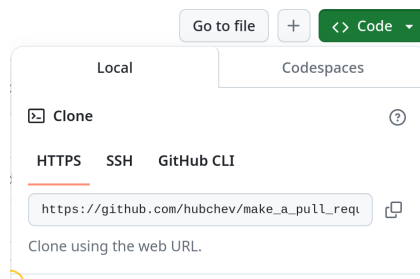 Go to file
Code
Local
Codespaces
Clone
HTTPS
SSH
GitHub CLI
https://github.com/hubchev/make_a_pull_requ
Clone using the web URL.